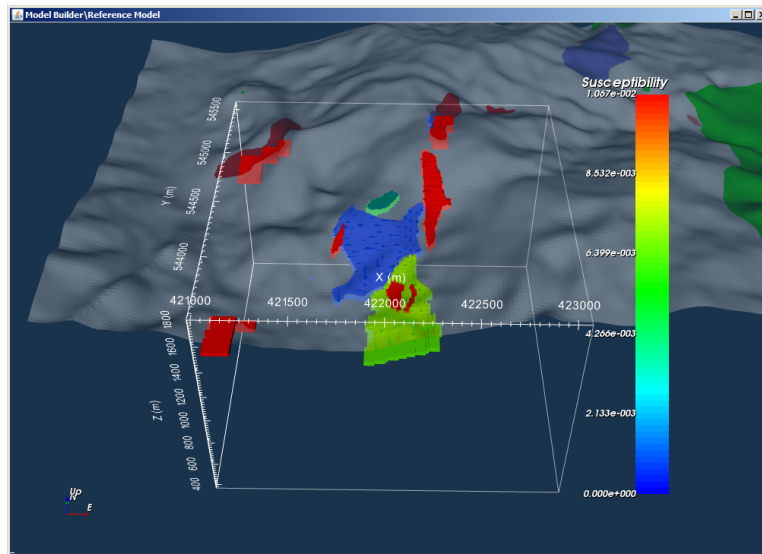 Model Builder\Reference Model
Susceptibility
1.067e-002
8.532e-003
6.399e-003
4.266e-003
2.133e-003
0.000e+000
545500
545000
544500
544000
Y (m)
X (m)
421000
421500
422000
422500
423000
1800
1600
1400
1200
1000
800
600
400
Z (m)
UP
N
E